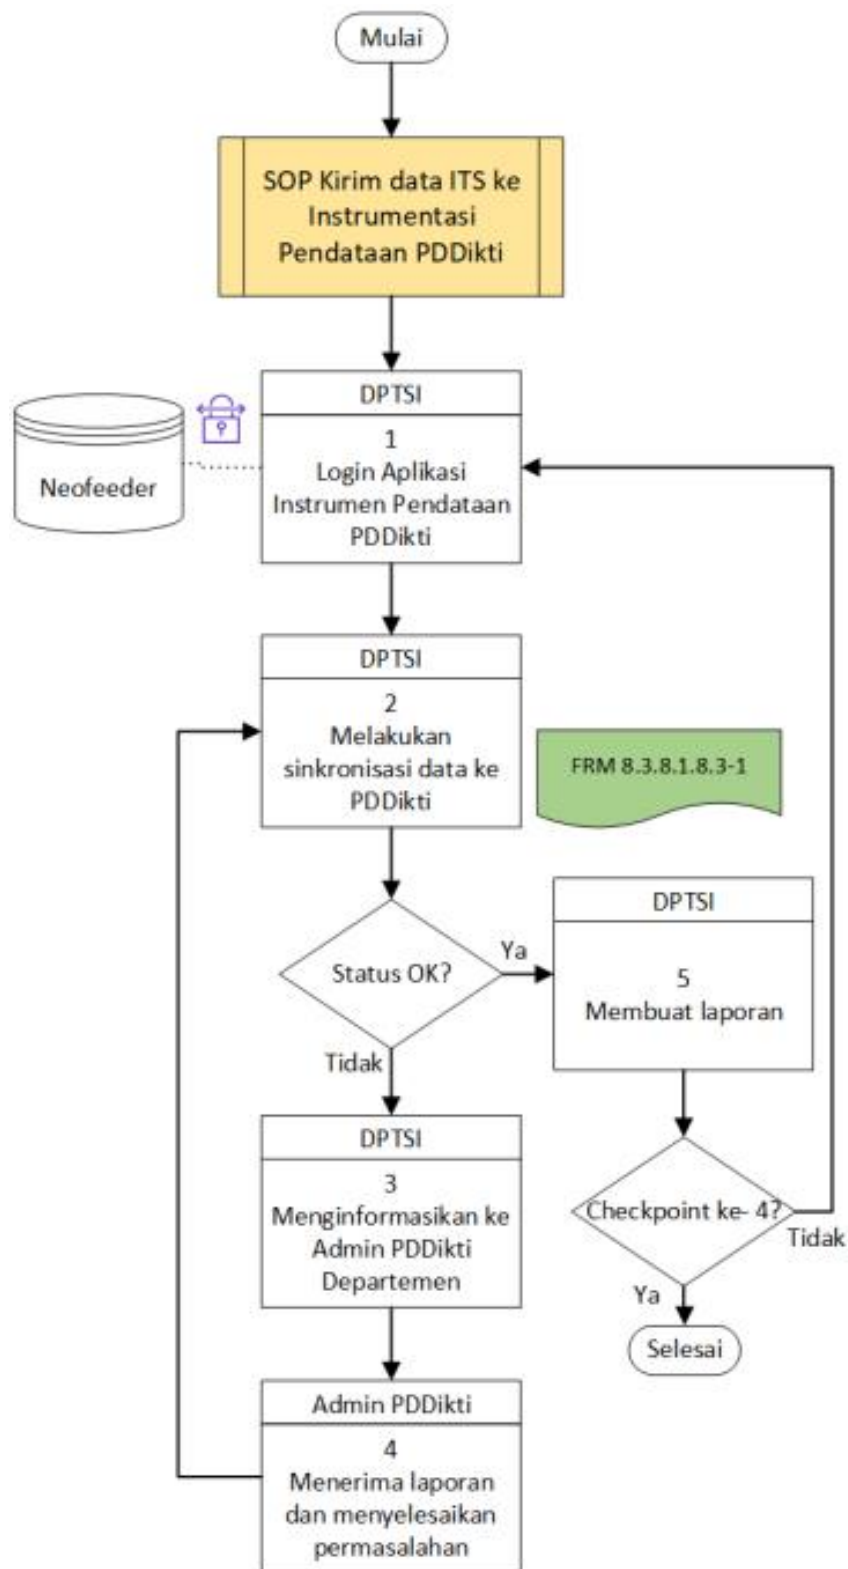 Mulai
SOP Kirim data ITS ke
Instrumentasi
Pendataan PDDikti
DPTSI
1
Login Aplikasi
Instrumen Pendataan
PDDikti
Neofeeder
DPTSI
2
Melakukan
sinkronisasi data ke
PDDikti
FRM 8.3.8.1.8.3-1
Status OK?
Ya
Tidak
DPTSI
5
Membuat laporan
DPTSI
3
Menginformasikan ke
Admin PDDikti
Departemen
Checkpoint ke- 4?
Tidak
Ya
Selesai
Admin PDDikti
4
Menerima laporan
dan menyelesaikan
permasalahan